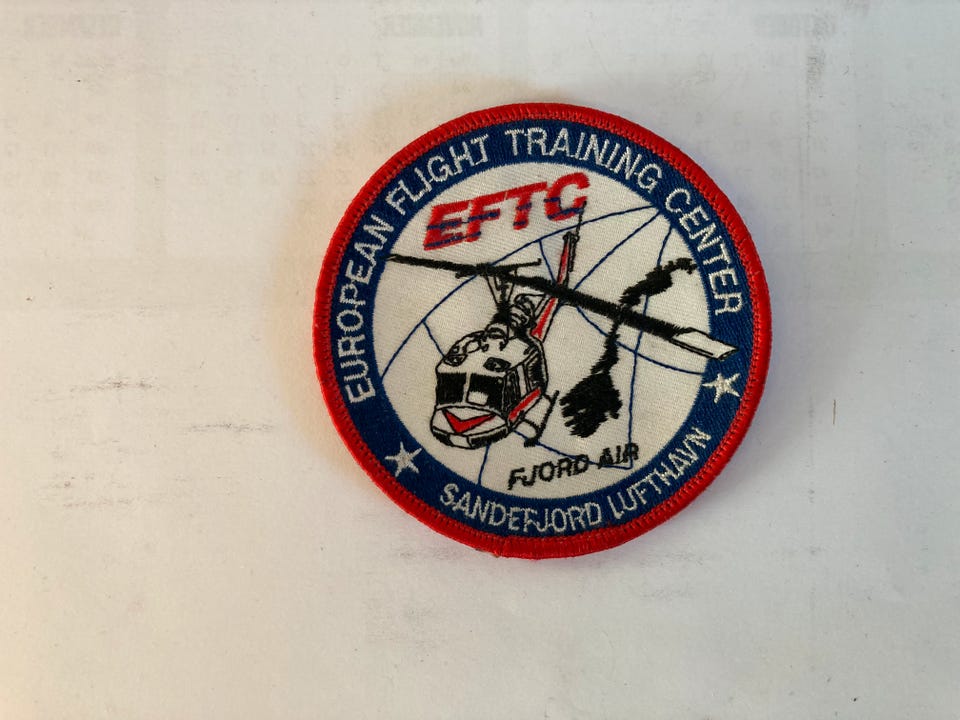 EUROPEAN FLIGHT TRAINING CENTER
EFTC
FJORD AIR
SANDEFJORD LUFTHAVN